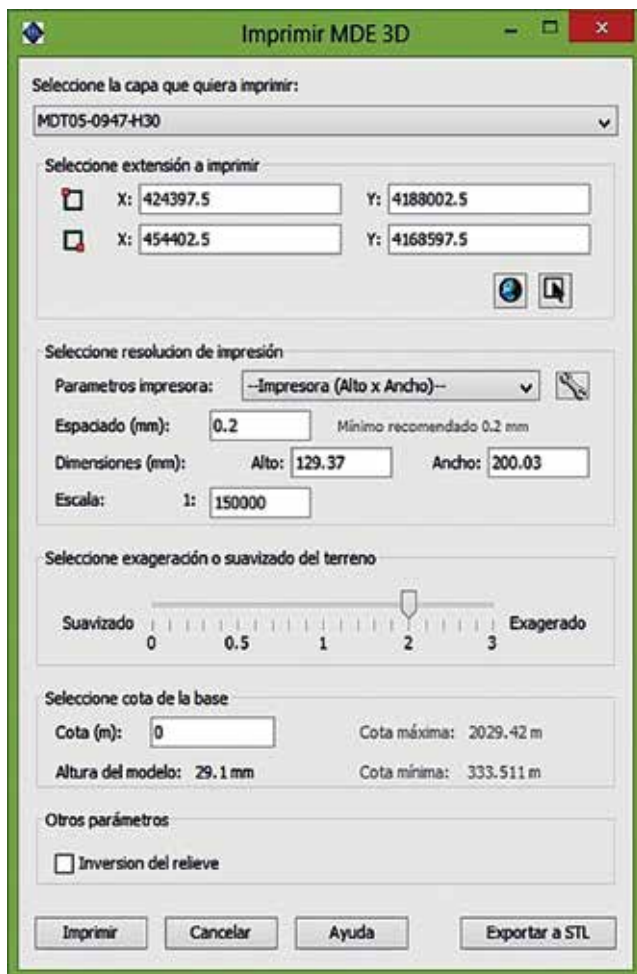 Imprimir MDE 3D
Seleccione la capa que quiera imprimir:
MDT05-0947-H30
Seleccione extensión a imprimir
X: 424397.5 Y: 4188002.5
X: 454402.5 Y: 4168597.5
Seleccione resolucion de impresión
Parametros impresora: --Impresora (Alto x Ancho)--
Espaciado (mm): 0.2 Mínimo recomendado 0.2 mm
Dimensiones (mm): Alto: 129.37 Ancho: 200.03
Escala: 1: 150000
Seleccione exageración o suavizado del terreno
Suavizado Exagerado
0 0.5 1 2 3
Seleccione cota de la base
Cota (m): 0 Cota máxima: 2029.42 m
Altura del modelo: 29.1 mm Cota mínima: 333.511 m
Otros parámetros
Inversion del relieve
Imprimir Cancelar Ayuda Exportar a STL